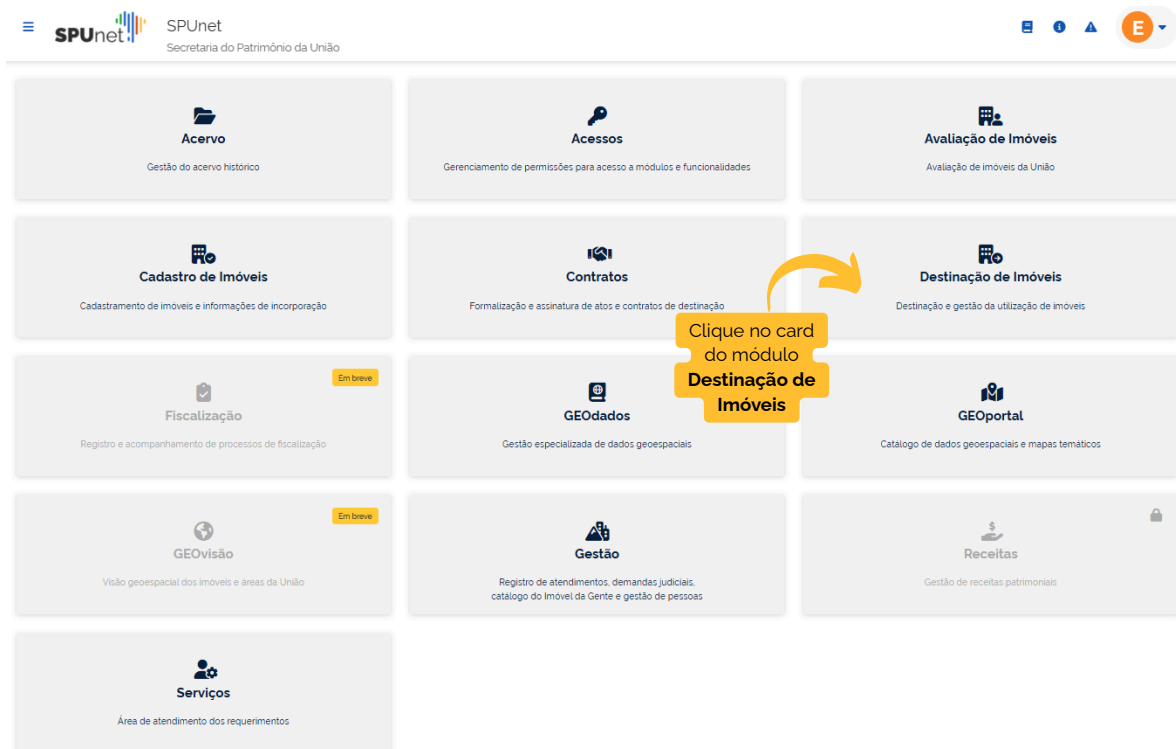 SPUnet
SPUnet
Secretaria do Patrimônio da União
E
Acervo
Gestão do acervo histórico
Acessos
Gerenciamento de permissões para acesso a módulos e funcionalidades
Avaliação de Imóveis
Avaliação de imóveis da União
Cadastro de Imóveis
Cadastramento de imóveis e informações de incorporação
Contratos
Formalização e assinatura de atos e contratos de destinação
Destinação de Imóveis
Destinação e gestão da utilização de imóveis
Clique no card
do módulo
Destinação de
Imóveis
Em breve
Fiscalização
Registro e acompanhamento de processos de fiscalização
GEOdados
Gestão especializada de dados geoespaciais
GEOportal
Catálogo de dados geoespaciais e mapas temáticos
Em breve
GEOvisão
Visão geoespacial dos imóveis e áreas da União
Gestão
Registro de atendimentos, demandas judiciais,
catálogo do Imóvel da Gente e gestão de pessoas
Receitas
Gestão de receitas patrimoniais
Serviços
Área de atendimento dos requerimentos